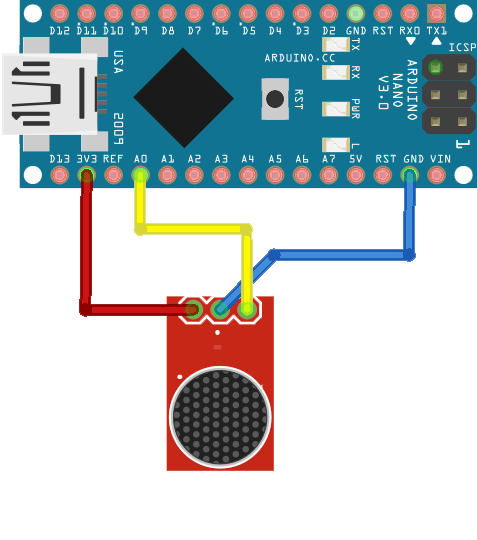 D12 D11 D10 D9 D8 D7 D6 D5 D4 D3 D2 GND RST RX0 TX1
TX
RX
PWR
L
ARDUINO.CC
RST
USA
2009
ARDUINO
NANO
V3.0
ICSP
1
D13 3V3 REF A0 A1 A2 A3 A4 A5 A6 A7 5V RST GND VIN